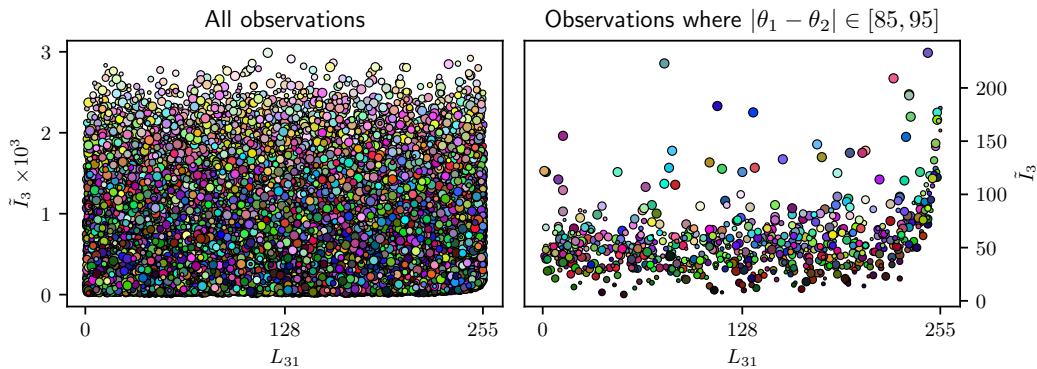 All observations
Observations where |θ₁ − θ₂| ∈ [85, 95]
3
2
1
0
Ĩ₃ ×10³
0
128
255
L₃₁
200
150
100
50
0
Ĩ₃
0
128
255
L₃₁